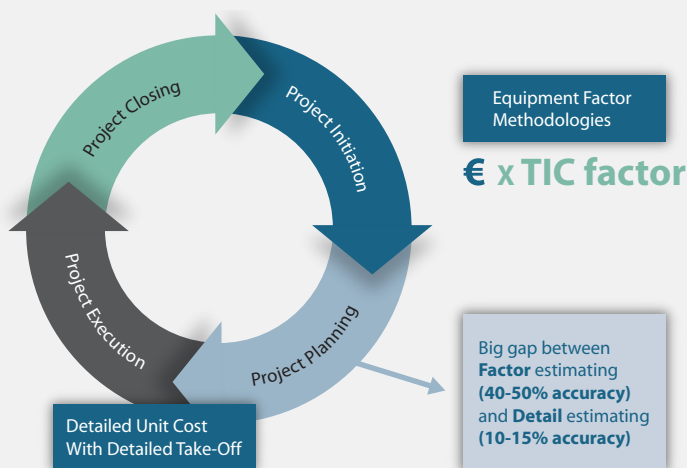 Project Closing
Project Initiation
Equipment Factor
Methodologies
€ x TIC factor
Project Execution
Project Planning
Big gap between
Factor estimating
(40-50% accuracy)
and Detail estimating
(10-15% accuracy)
Detailed Unit Cost
With Detailed Take-Off